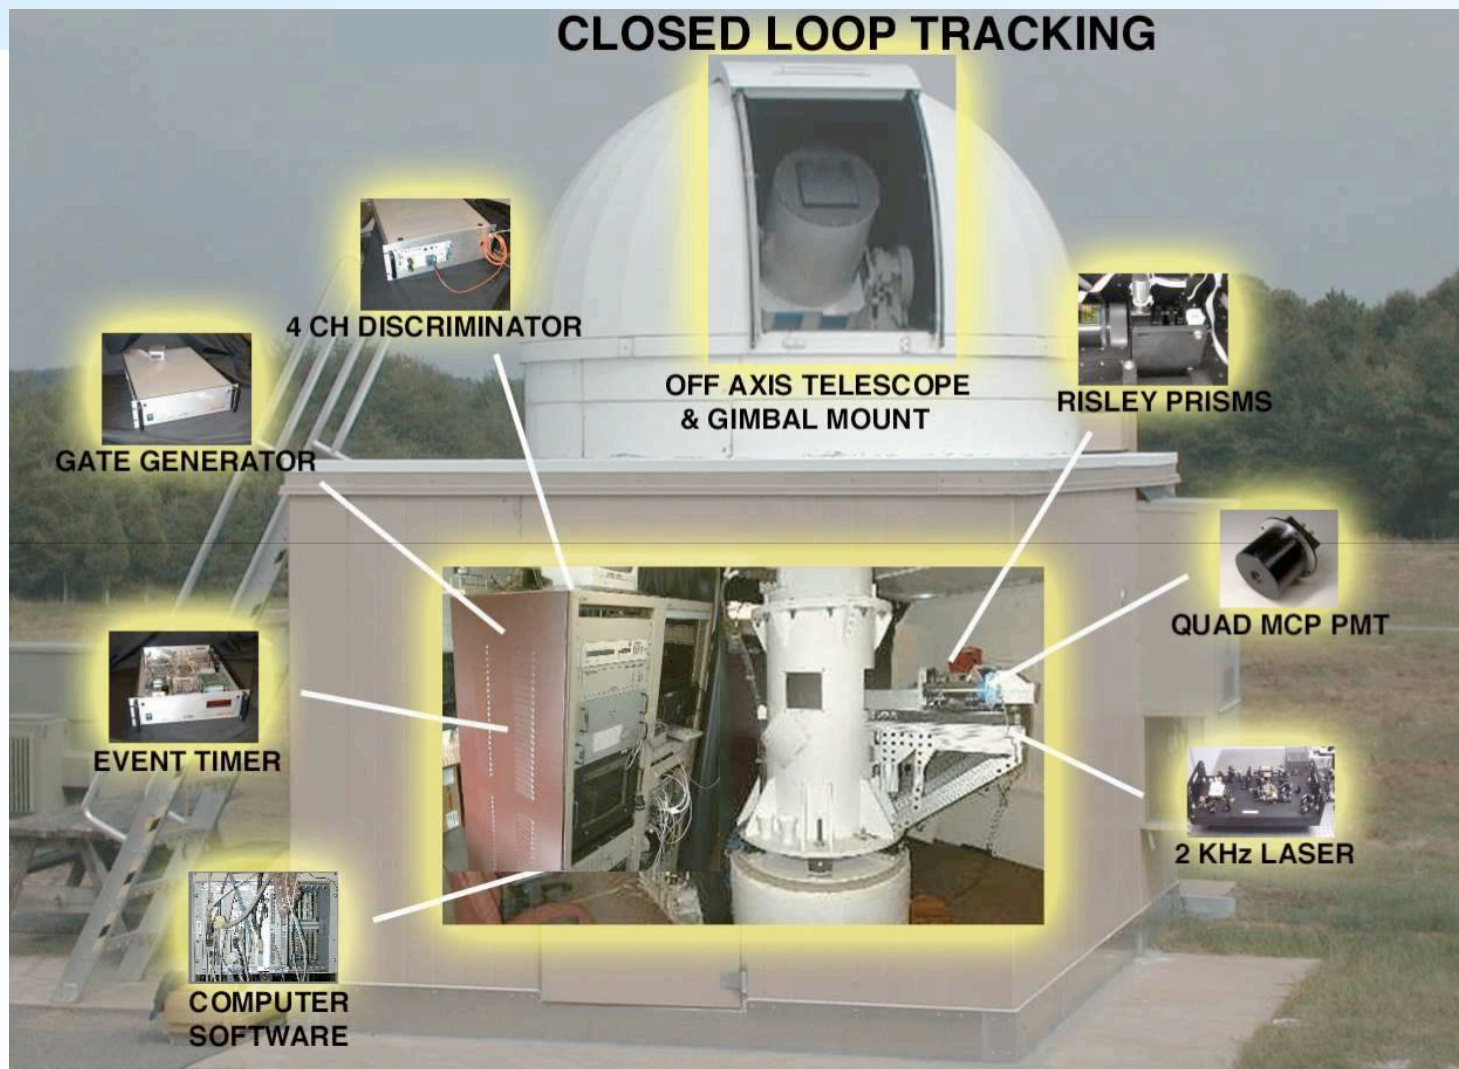 CLOSED LOOP TRACKING
4 CH DISCRIMINATOR
GATE GENERATOR
OFF AXIS TELESCOPE
& GIMBAL MOUNT
RISLEY PRISMS
QUAD MCP PMT
EVENT TIMER
2 KHz LASER
COMPUTER
SOFTWARE